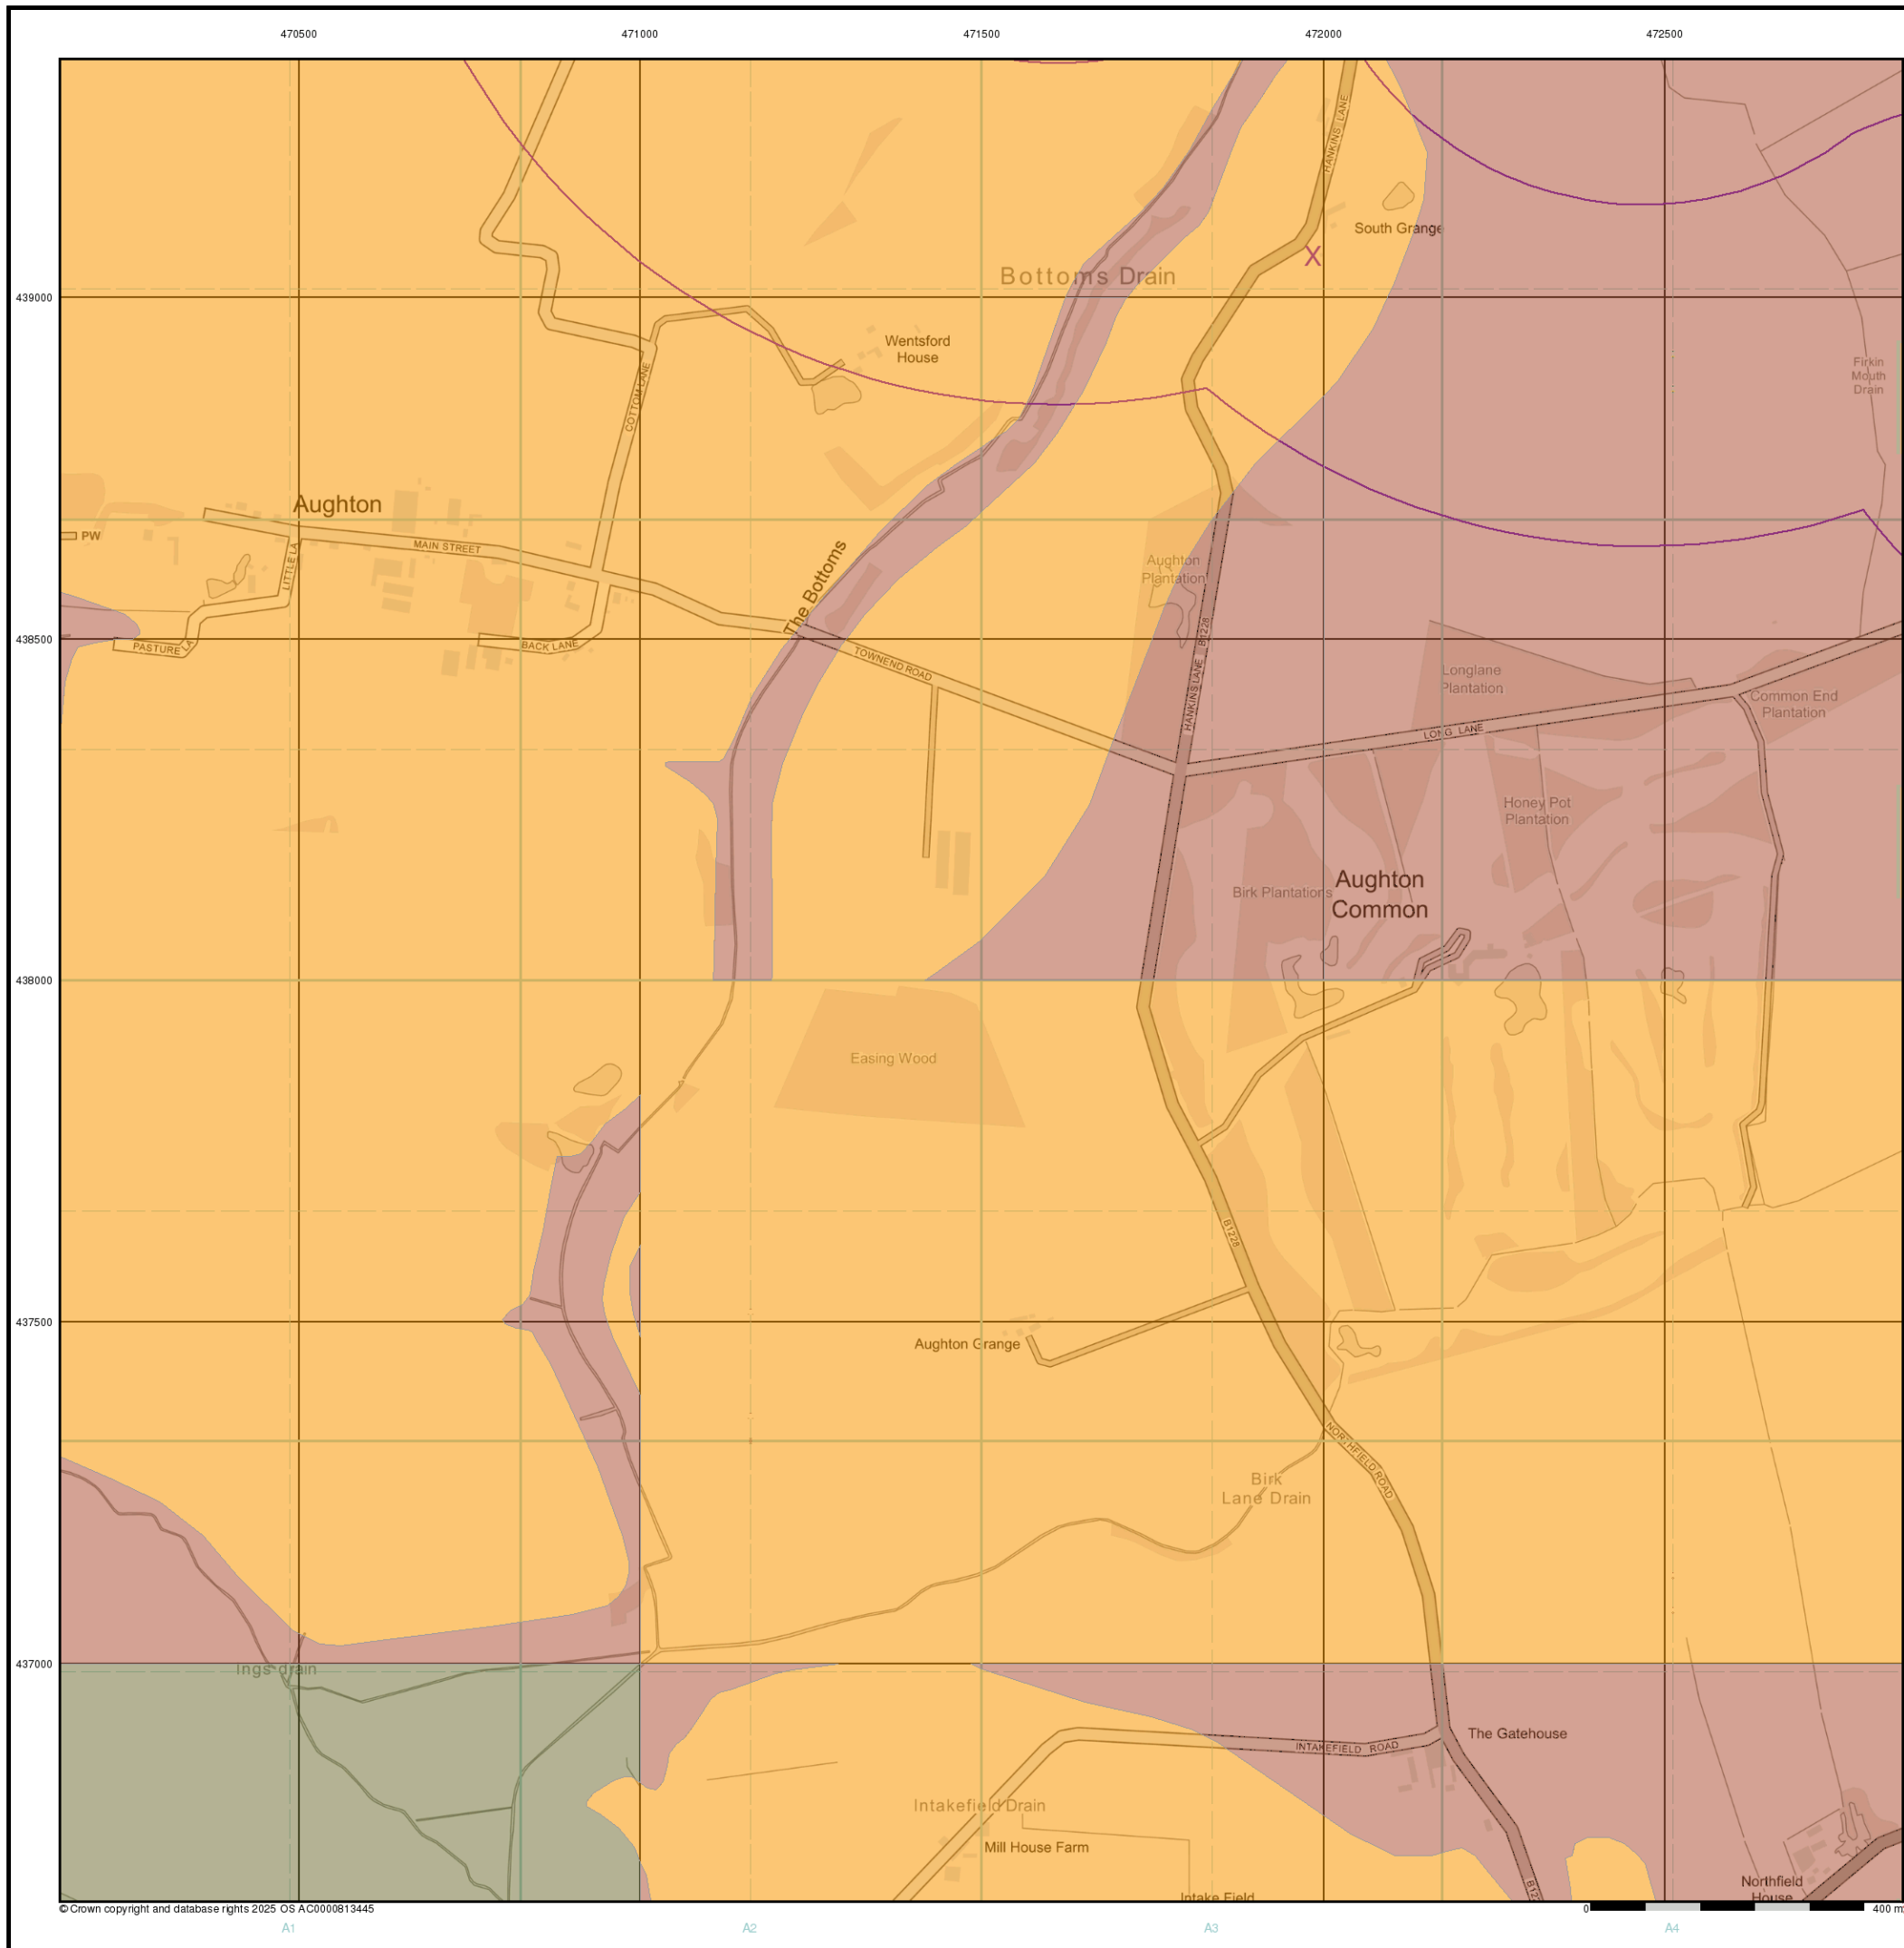 470500
471000
471500
472000
472500
HANKINS LANE
South Grange
X
Bottoms Drain
439000
Wentsford
House
Firkin
Mouth
Drain
COTTOM LANE
Aughton
PW
MAIN STREET
LITTLE LA
The Bottoms
Aughton
Plantation
438500
PASTURE LA
BACK LANE
TOWNEND ROAD
HANKINS LANE B1228
Longlane
Plantation
Common End
Plantation
LONG LANE
Honey Pot
Plantation
Birk Plantations
Aughton
Common
438000
Easing Wood
B1228
437500
Aughton Grange
NORTHFIELD ROAD
Birk
Lane Drain
437000
Ings drain
The Gatehouse
INTAKEFIELD ROAD
Intakefield Drain
Mill House Farm
Northfield
House
Intake Field
© Crown copyright and database rights 2025 OS AC0000813445
0
400 m
A1
A2
A3
A4